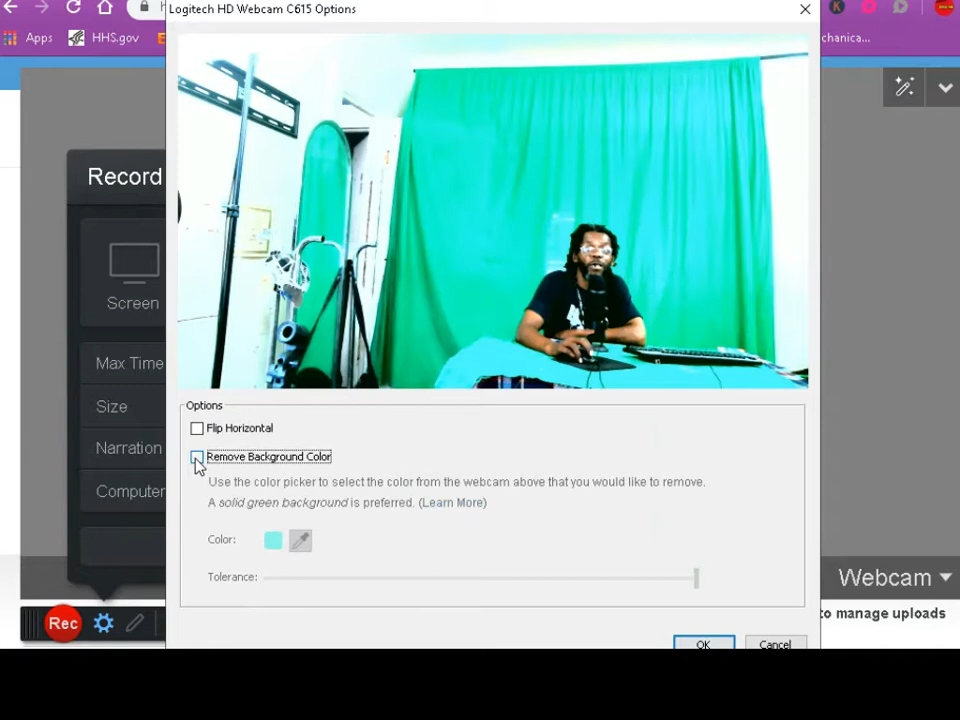 Logitech HD Webcam C615 Options
Apps
HHS.gov
K
chanica...
Record
Screen
Max Time
Size
Narration
Computer
Options
Flip Horizontal
Remove Background Color
Use the color picker to select the color from the webcam above that you would like to remove.
A solid green background is preferred. (Learn More)
Color:
Tolerance:
Webcam
to manage uploads
Rec
OK
Cancel